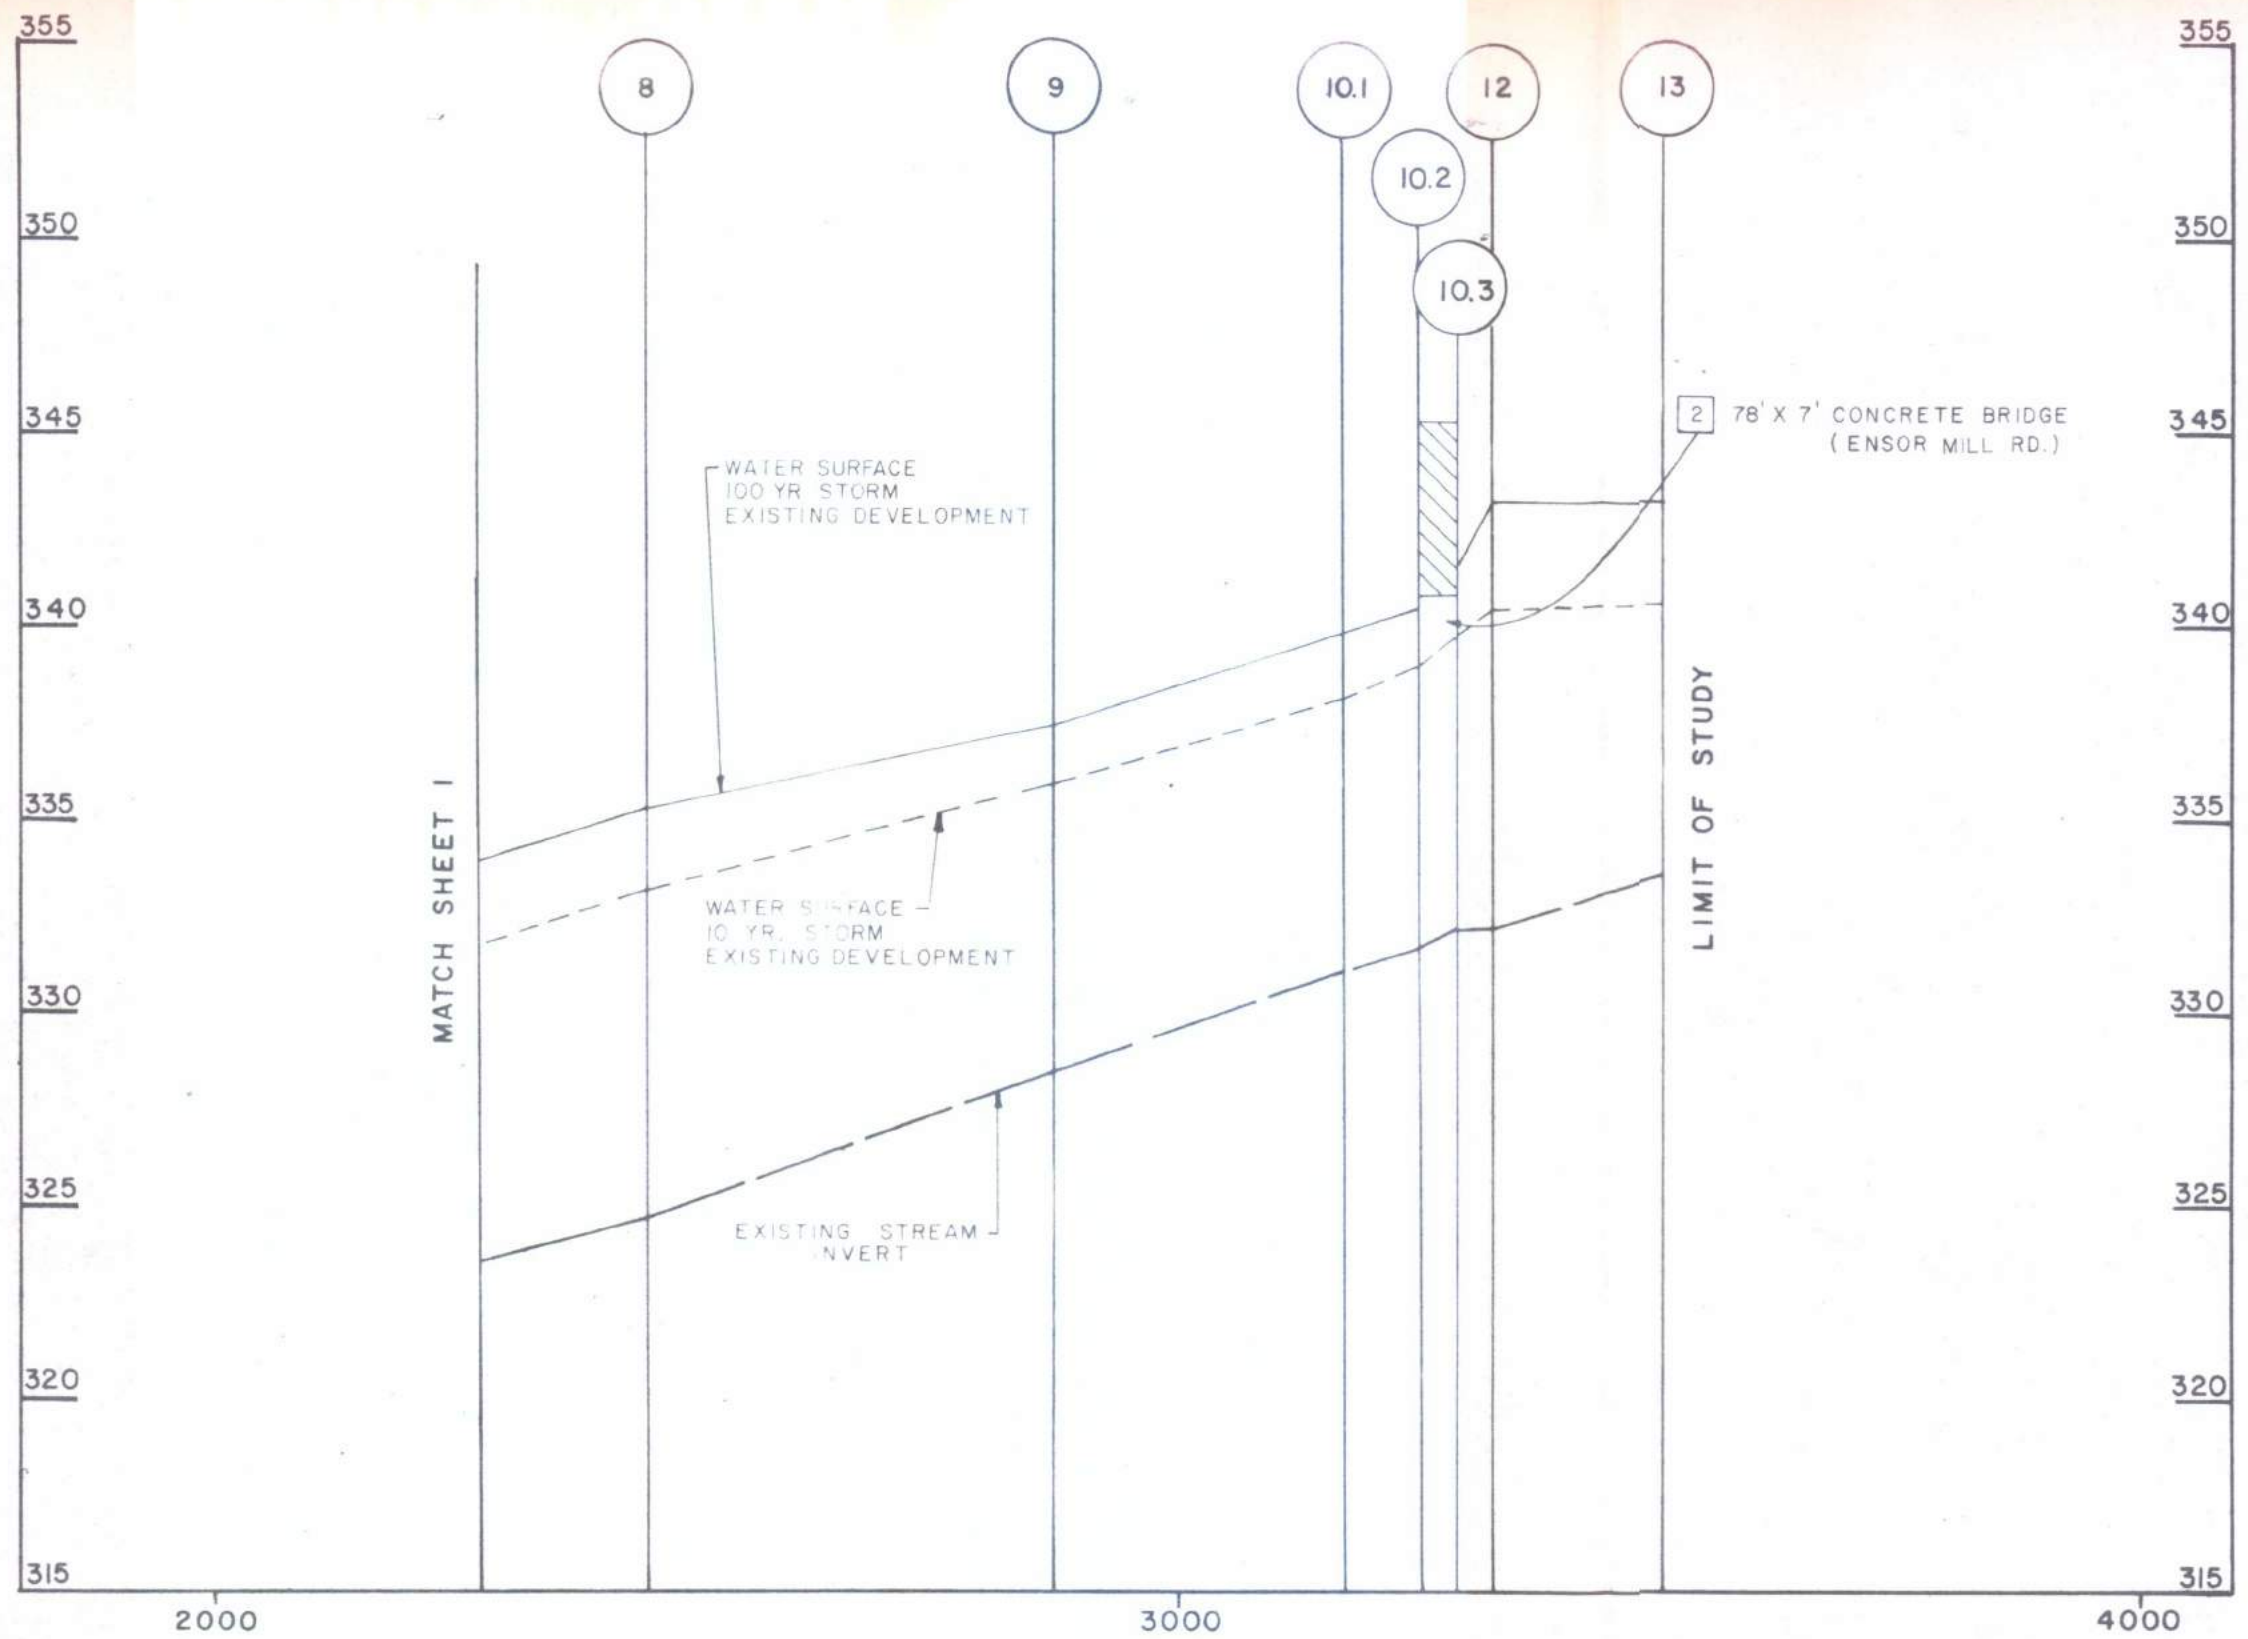 355
355
8
9
10.1
12
13
10.2
350
350
10.3
345
2 78' X 7' CONCRETE BRIDGE
345
( ENSOR MILL RD.)
WATER SURFACE
100 YR STORM
EXISTING DEVELOPMENT
340
340
335
335
MATCH SHEET 1
LIMIT OF STUDY
WATER SURFACE
10 YR. STORM
EXISTING DEVELOPMENT
330
330
325
325
EXISTING STREAM
INVERT
320
320
315
315
2000
3000
4000